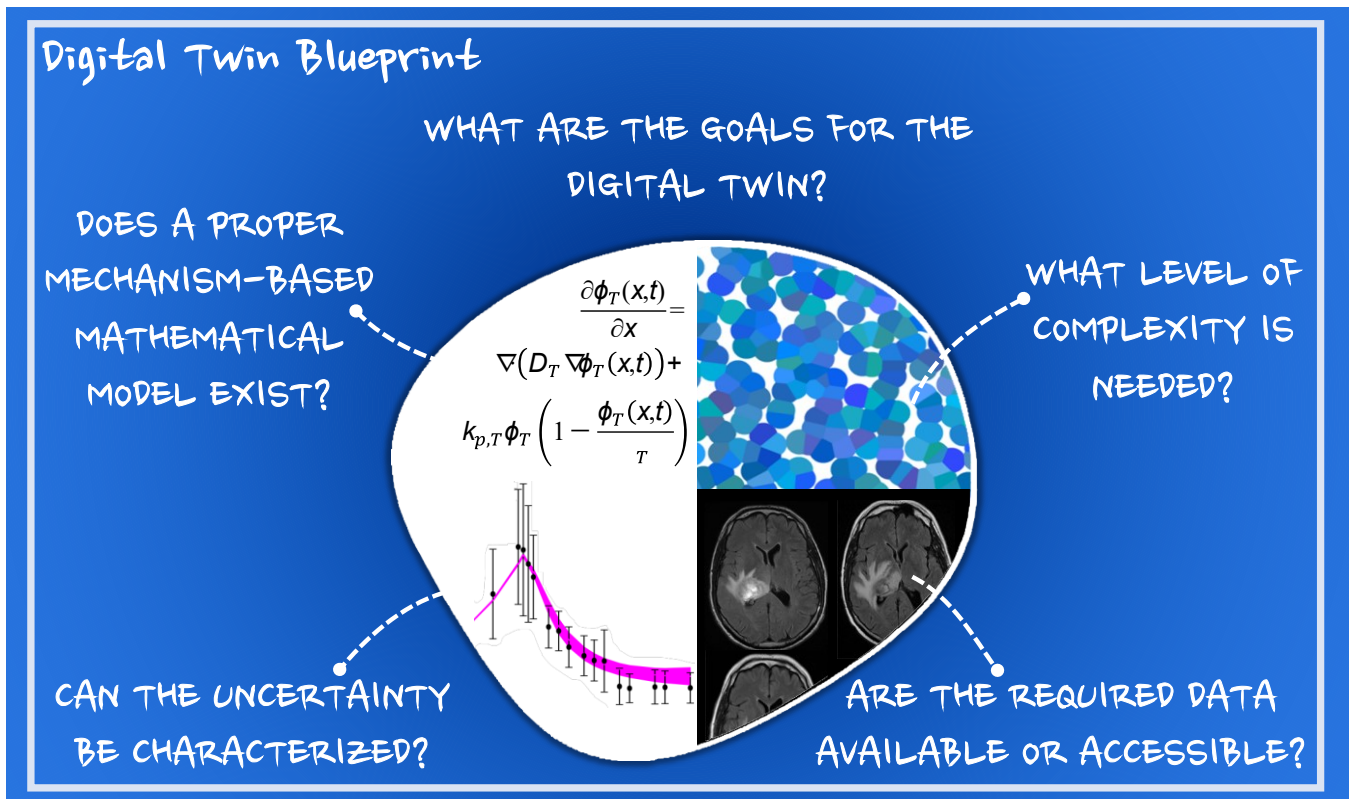 Digital Twin Blueprint
WHAT ARE THE GOALS FOR THE
DIGITAL TWIN?
DOES A PROPER
MECHANISM-BASED
MATHEMATICAL
MODEL EXIST?
WHAT LEVEL OF
COMPLEXITY IS
NEEDED?
∂ϕ_T(x,t)
∂x
=
∇·(D_T ∇ϕ_T(x,t))+
k_{p,T}ϕ_T(1 − ϕ_T(x,t)
T
)
CAN THE UNCERTAINTY
BE CHARACTERIZED?
ARE THE REQUIRED DATA
AVAILABLE OR ACCESSIBLE?